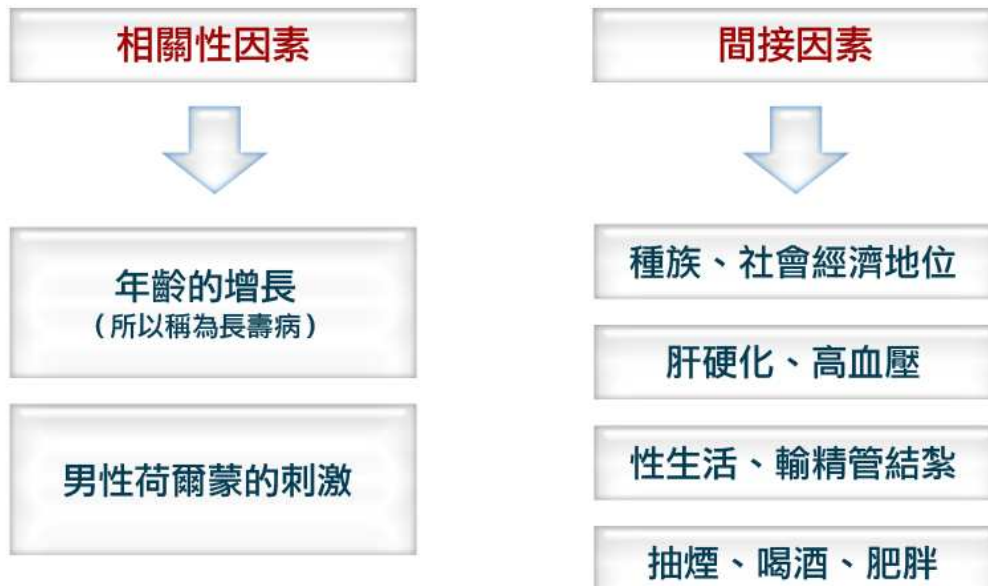 相關性因素
年齡的增長
（所以稱為長壽病）
男性荷爾蒙的刺激
間接因素
種族、社會經濟地位
肝硬化、高血壓
性生活、輸精管結紮
抽煙、喝酒、肥胖